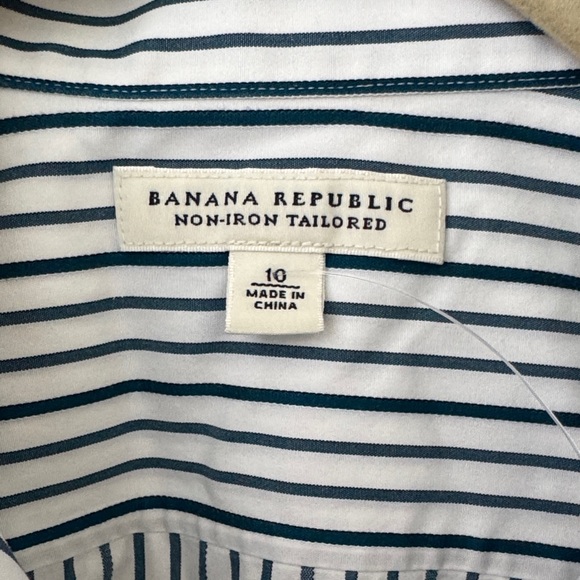 BANANA REPUBLIC
NON-IRON TAILORED
10
MADE IN
CHINA